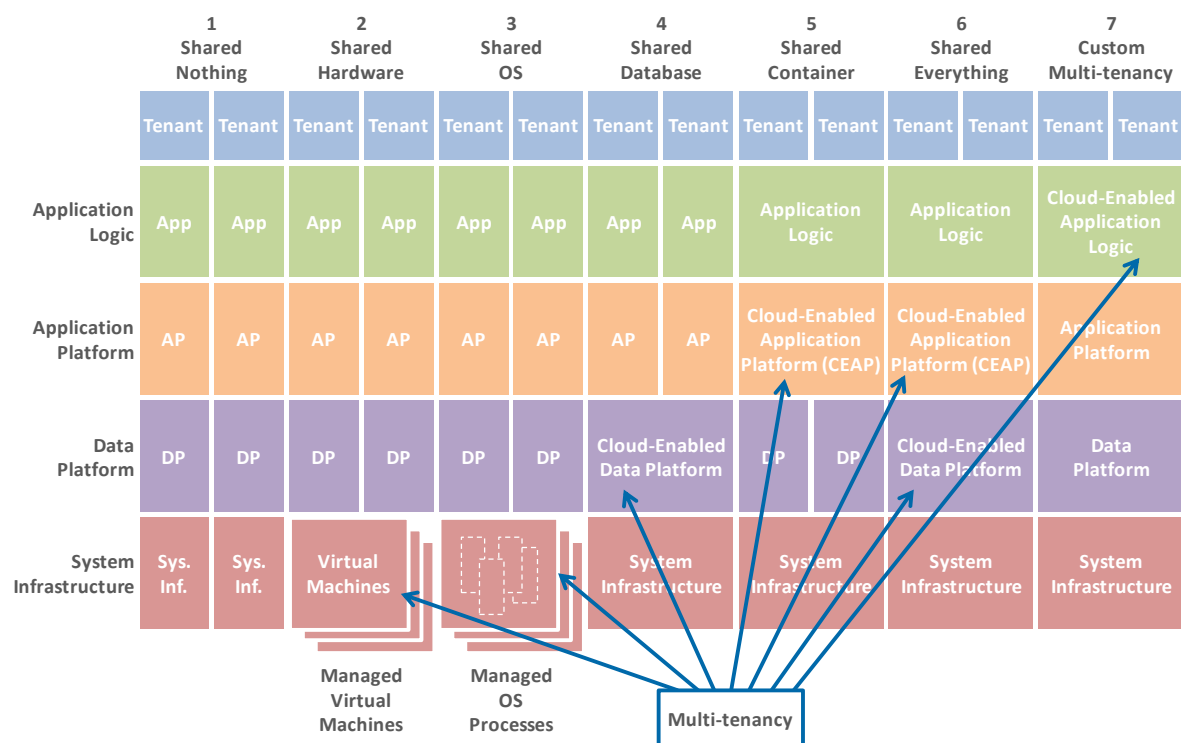 1
Shared
Nothing
2
Shared
Hardware
3
Shared
OS
4
Shared
Database
5
Shared
Container
6
Shared
Everything
7
Custom
Multi-tenancy
Tenant Tenant Tenant Tenant Tenant Tenant Tenant Tenant Tenant Tenant Tenant Tenant Tenant Tenant
Application
Logic
App App App App App App App App
Application
Logic
Application
Logic
Cloud-Enabled
Application
Logic
Application
Platform
AP AP AP AP AP AP AP AP
Cloud-Enabled
Application
Platform (CEAP)
Cloud-Enabled
Application
Platform (CEAP)
Application
Platform
Data
Platform
DP DP DP DP DP DP
Cloud-Enabled
Data Platform
DP DP
Cloud-Enabled
Data Platform
Data
Platform
System
Infrastructure
Sys.
Inf.
Sys.
Inf.
Virtual
Machines
System
Infrastructure
System
Infrastructure
System
Infrastructure
System
Infrastructure
Managed
Virtual
Machines
Managed
OS
Processes
Multi-tenancy